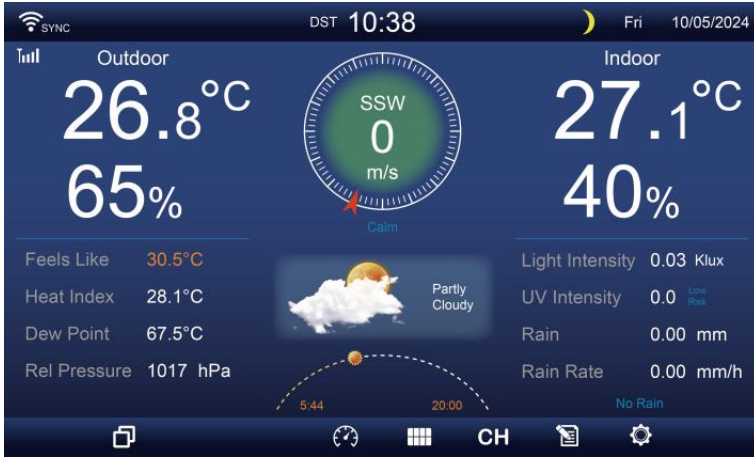 SYNC DST 10:38 Fri 10/05/2024
Outdoor
26.8°C
65%
Feels Like 30.5°C
Heat Index 28.1°C
Dew Point 67.5°C
Rel Pressure 1017 hPa
SSW
0
m/s
Calm
Partly
Cloudy
5:44 20:00
Indoor
27.1°C
40%
Light Intensity 0.03 Klux
UV Intensity 0.0 Low
Risk
Rain 0.00 mm
Rain Rate 0.00 mm/h
No Rain
CH